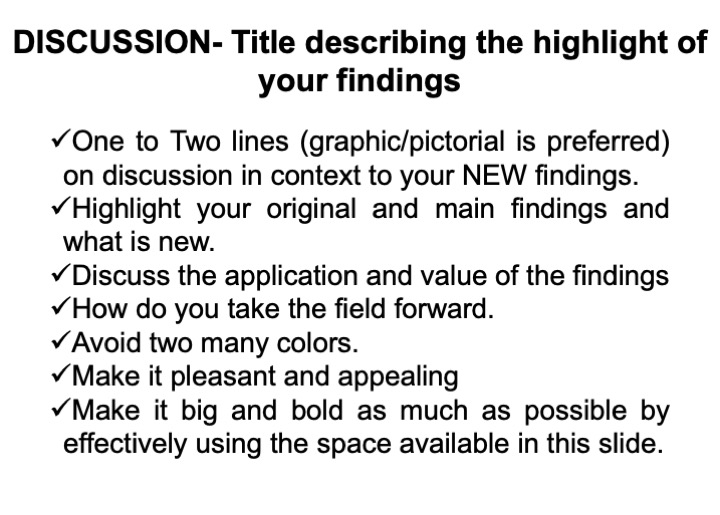 DISCUSSION- Title describing the highlight of
your findings
✓One to Two lines (graphic/pictorial is preferred)
on discussion in context to your NEW findings.
✓Highlight your original and main findings and
what is new.
✓Discuss the application and value of the findings
✓How do you take the field forward.
✓Avoid two many colors.
✓Make it pleasant and appealing
✓Make it big and bold as much as possible by
effectively using the space available in this slide.